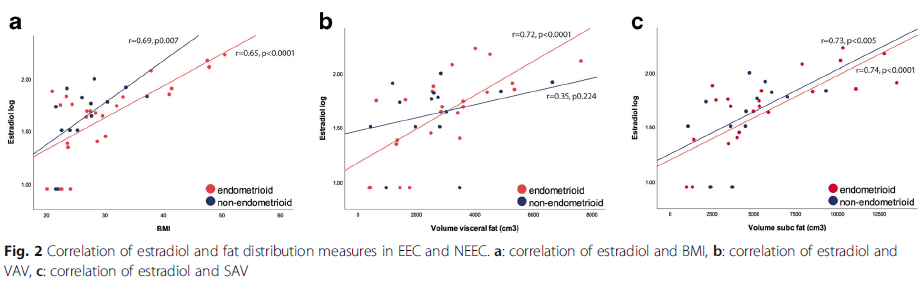 a
r=0.69, p0.007
r=0.65, p<0.0001
Estradiol log
2.00
1.80
1.00
20
30
40
50
60
BMI
endometrioid
non-endometrioid
b
r=0.72, p<0.0001
r=0.35, p0.224
Estradiol log
2.00
1.50
1.00
0
2000
4000
6000
8000
Volume visceral fat (cm3)
endometrioid
non-endometrioid
c
r=0.73, p<0.005
r=0.74, p<0.0001
Estradiol log
2.00
1.60
1.00
0
2500
5000
7500
10000
12500
Volume subc fat (cm3)
endometrioid
non-endometrioid
Fig. 2 Correlation of estradiol and fat distribution measures in EEC and NEEC. a: correlation of estradiol and BMI, b: correlation of estradiol and
VAV, c: correlation of estradiol and SAV